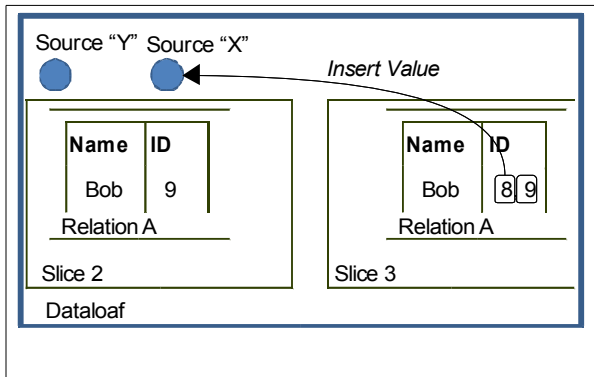 Source “Y” Source “X”
Insert Value
Name ID
Bob 9
Relation A
Slice 2
Name ID
Bob 8 9
Relation A
Slice 3
Dataloaf